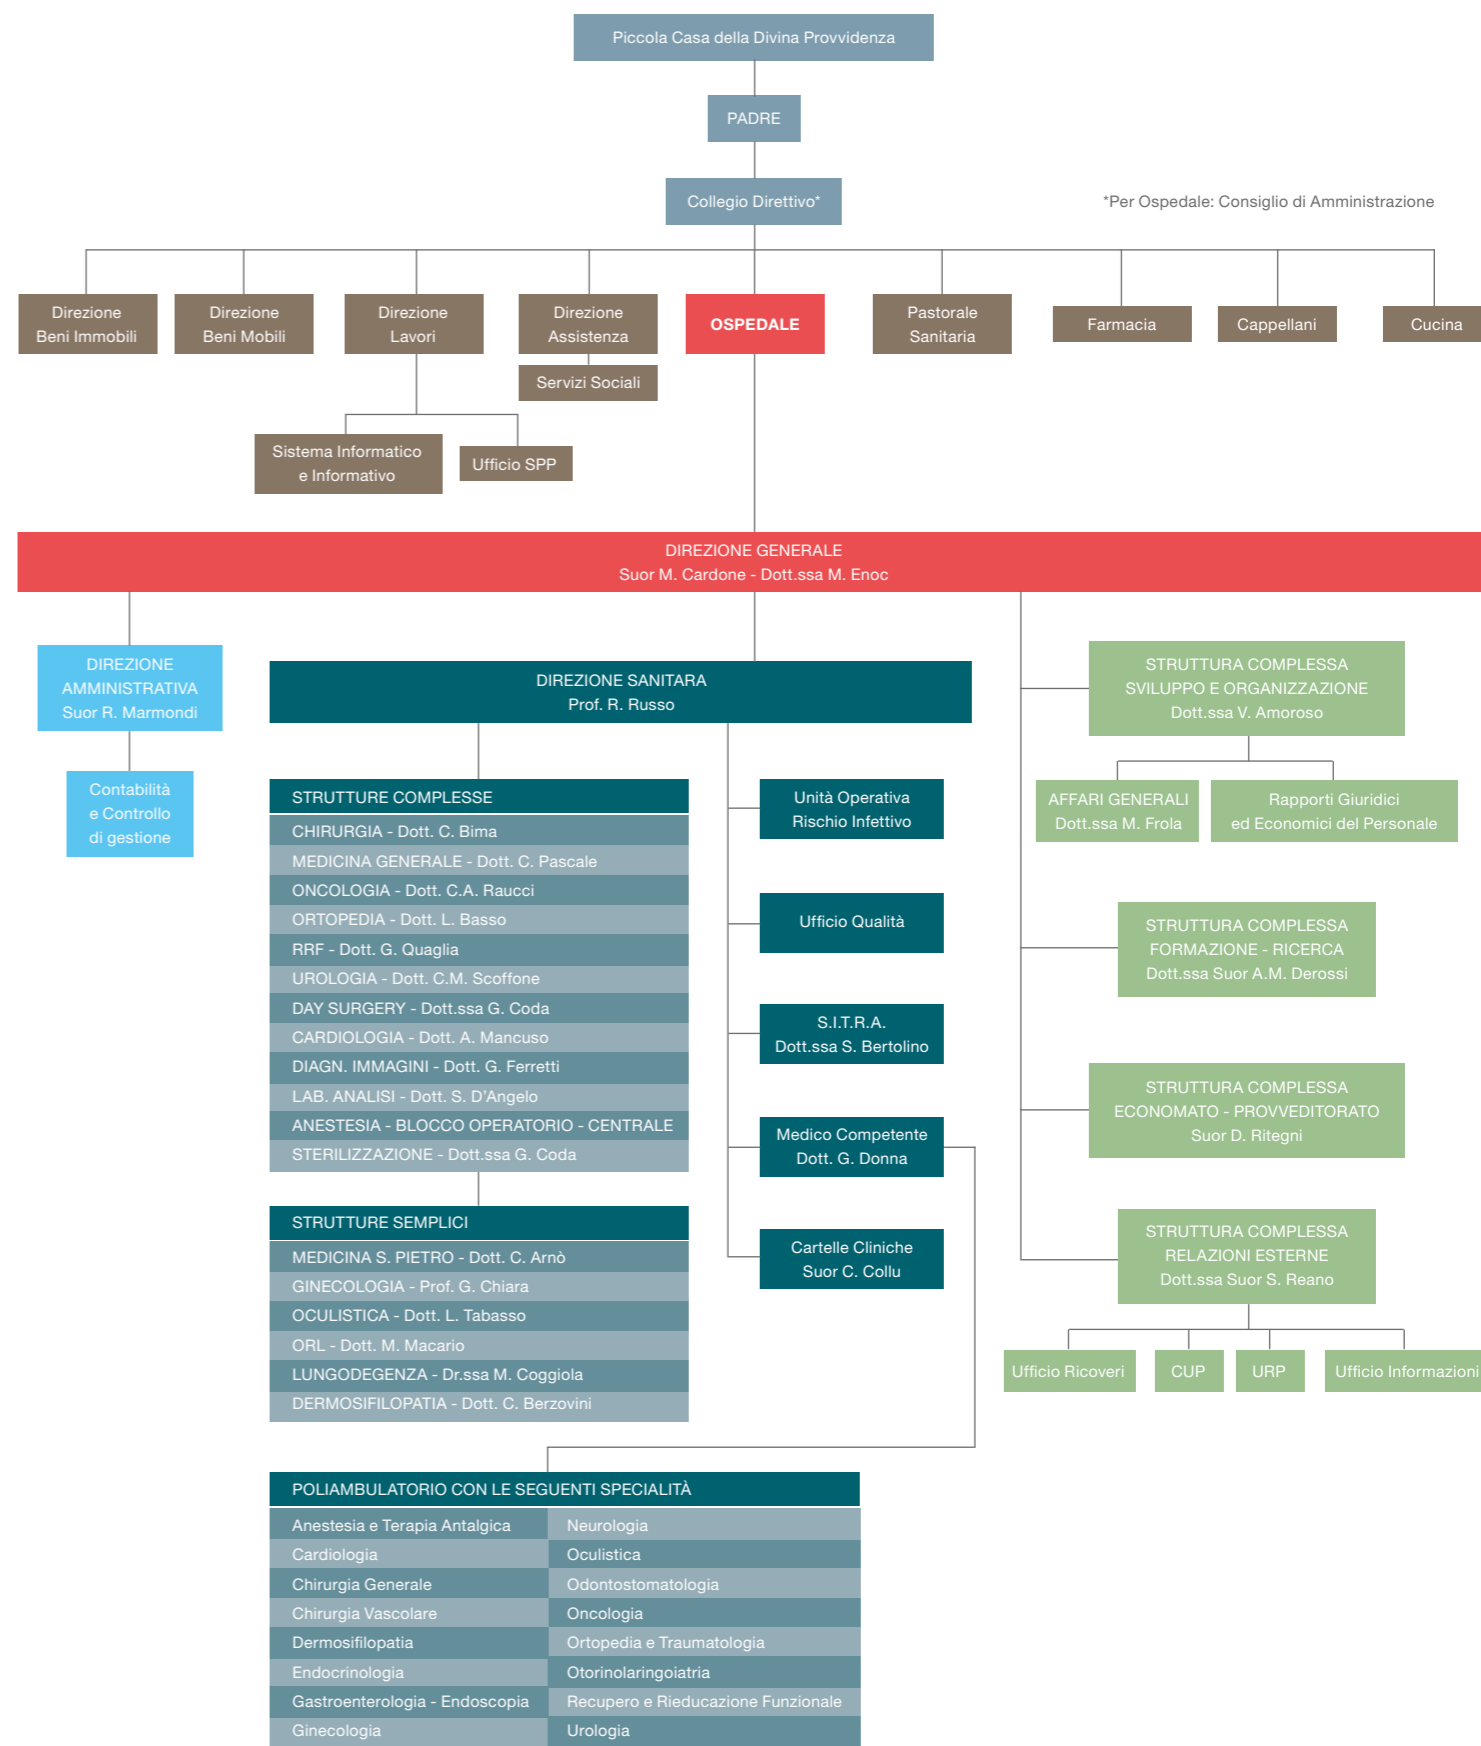 Piccola Casa della Divina Provvidenza
PADRE
Collegio Direttivo*
*Per Ospedale: Consiglio di Amministrazione
Direzione
Beni Immobili
Direzione
Beni Mobili
Direzione
Lavori
Direzione
Assistenza
OSPEDALE
Pastorale
Sanitaria
Farmacia
Cappellani
Cucina
Servizi Sociali
Sistema Informatico
e Informativo
Ufficio SPP
DIREZIONE GENERALE
Suor M. Cardone - Dott.ssa M. Enoc
DIREZIONE
AMMINISTRATIVA
Suor R. Marmondi
Contabilità
e Controllo
di gestione
DIREZIONE SANITARA
Prof. R. Russo
STRUTTURE COMPLESSE
CHIRURGIA - Dott. C. Bima
MEDICINA GENERALE - Dott. C. Pascale
ONCOLOGIA - Dott. C.A. Raucci
ORTOPEDIA - Dott. L. Basso
RRF - Dott. G. Quaglia
UROLOGIA - Dott. C.M. Scoffone
DAY SURGERY - Dott.ssa G. Coda
CARDIOLOGIA - Dott. A. Mancuso
DIAGN. IMMAGINI - Dott. G. Ferretti
LAB. ANALISI - Dott. S. D'Angelo
ANESTESIA - BLOCCO OPERATORIO - CENTRALE
STERILIZZAZIONE - Dott.ssa G. Coda
STRUTTURE SEMPLICI
MEDICINA S. PIETRO - Dott. C. Arnò
GINECOLOGIA - Prof. G. Chiara
OCULISTICA - Dott. L. Tabasso
ORL - Dott. M. Macario
LUNGODEGENZA - Dr.ssa M. Coggiola
DERMOSIFILOPATIA - Dott. C. Berzovini
Unità Operativa
Rischio Infettivo
Ufficio Qualità
S.I.T.R.A.
Dott.ssa S. Bertolino
Medico Competente
Dott. G. Donna
Cartelle Cliniche
Suor C. Collu
STRUTTURA COMPLESSA
SVILUPPO E ORGANIZZAZIONE
Dott.ssa V. Amoroso
AFFARI GENERALI
Dott.ssa M. Frola
Rapporti Giuridici
ed Economici del Personale
STRUTTURA COMPLESSA
FORMAZIONE - RICERCA
Dott.ssa Suor A.M. Derossi
STRUTTURA COMPLESSA
ECONOMATO - PROVVEDITORATO
Suor D. Ritegni
STRUTTURA COMPLESSA
RELAZIONI ESTERNE
Dott.ssa Suor S. Reano
Ufficio Ricoveri
CUP
URP
Ufficio Informazioni
POLIAMBULATORIO CON LE SEGUENTI SPECIALITÀ
Anestesia e Terapia Antalgica
Cardiologia
Chirurgia Generale
Chirurgia Vascolare
Dermosifilopatia
Endocrinologia
Gastroenterologia - Endoscopia
Ginecologia
Neurologia
Oculistica
Odontostomatologia
Oncologia
Ortopedia e Traumatologia
Otorinolaringoiatria
Recupero e Rieducazione Funzionale
Urologia